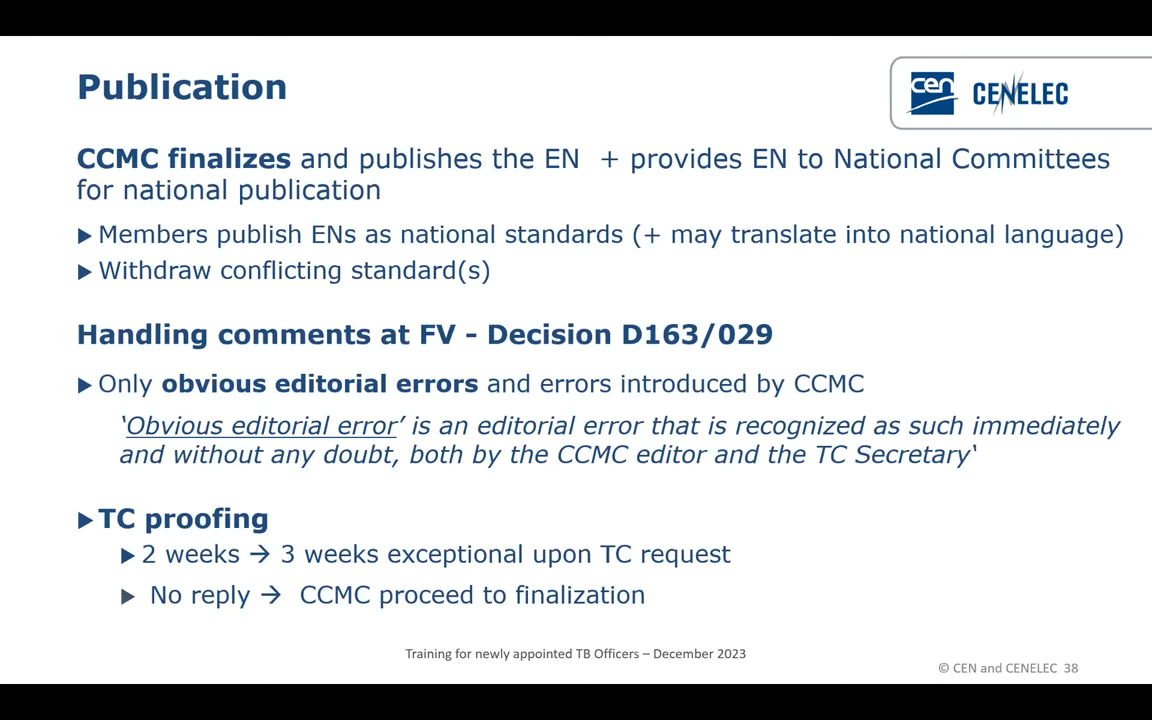 Publication
cen CENELEC
CCMC finalizes and publishes the EN + provides EN to National Committees
for national publication
▶ Members publish ENs as national standards (+ may translate into national language)
▶ Withdraw conflicting standard(s)
Handling comments at FV - Decision D163/029
▶ Only obvious editorial errors and errors introduced by CCMC
‘Obvious editorial error’ is an editorial error that is recognized as such immediately
and without any doubt, both by the CCMC editor and the TC Secretary‘
▶ TC proofing
▶ 2 weeks → 3 weeks exceptional upon TC request
▶ No reply → CCMC proceed to finalization
Training for newly appointed TB Officers – December 2023
© CEN and CENELEC 38